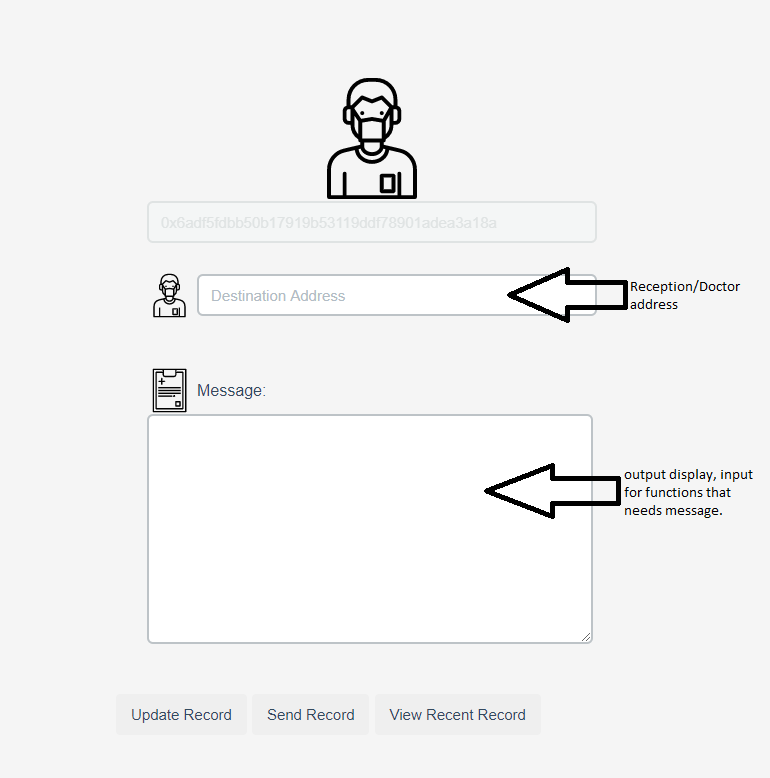 0x6adf5fdbb50b17919b53119ddf78901adea3a18a
Destination Address
Reception/Doctor
address
Message:
output display, input
for functions that
needs message.
Update Record
Send Record
View Recent Record